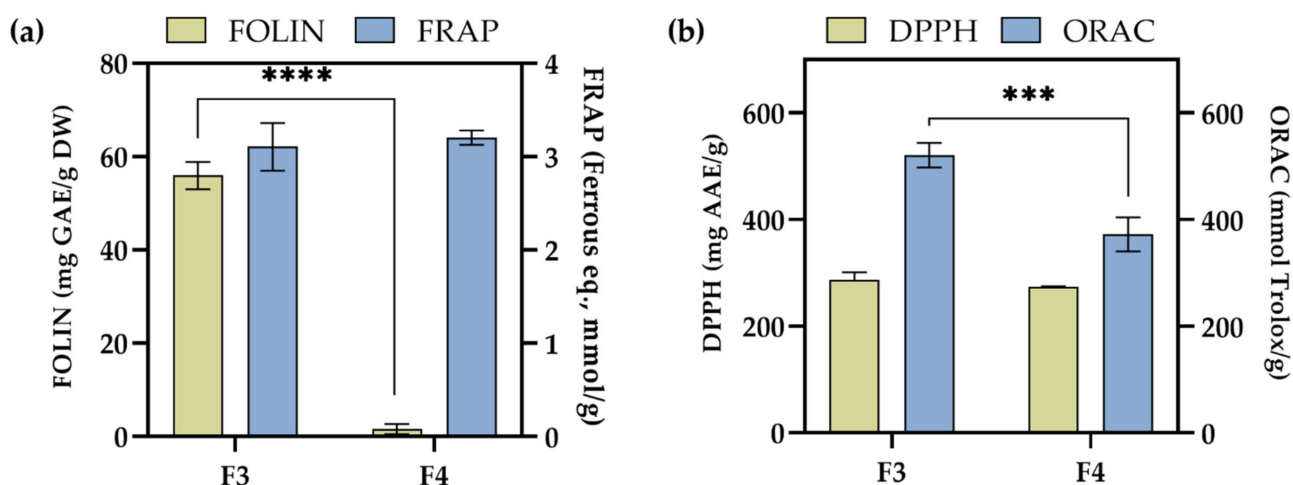 (a)
FOLIN FRAP
FOLIN (mg GAE/g DW)
80
60
40
20
0
****
4
3
2
1
0
FRAP (Ferrous eq., mmol/g)
F3 F4
(b)
DPPH ORAC
DPPH (mg AAE/g)
600
400
200
0
***
600
400
200
0
ORAC (mmol Trolox/g)
F3 F4